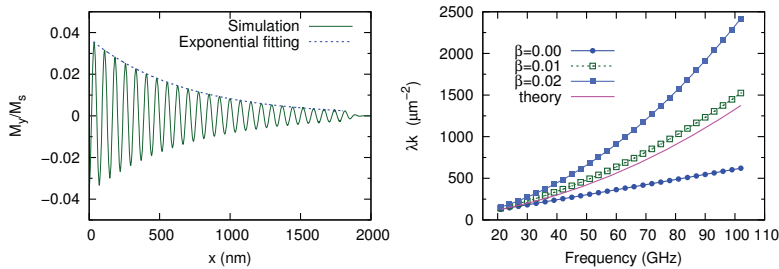 Simulation
Exponential fitting
0.04
0.02
0
−0.02
−0.04
M_y/M_s
0 500 1000 1500 2000
x (nm)
2500
2000
1500
1000
500
0
λk (μm⁻²)
β=0.00
β=0.01
β=0.02
theory
20 30 40 50 60 70 80 90 100 110
Frequency (GHz)